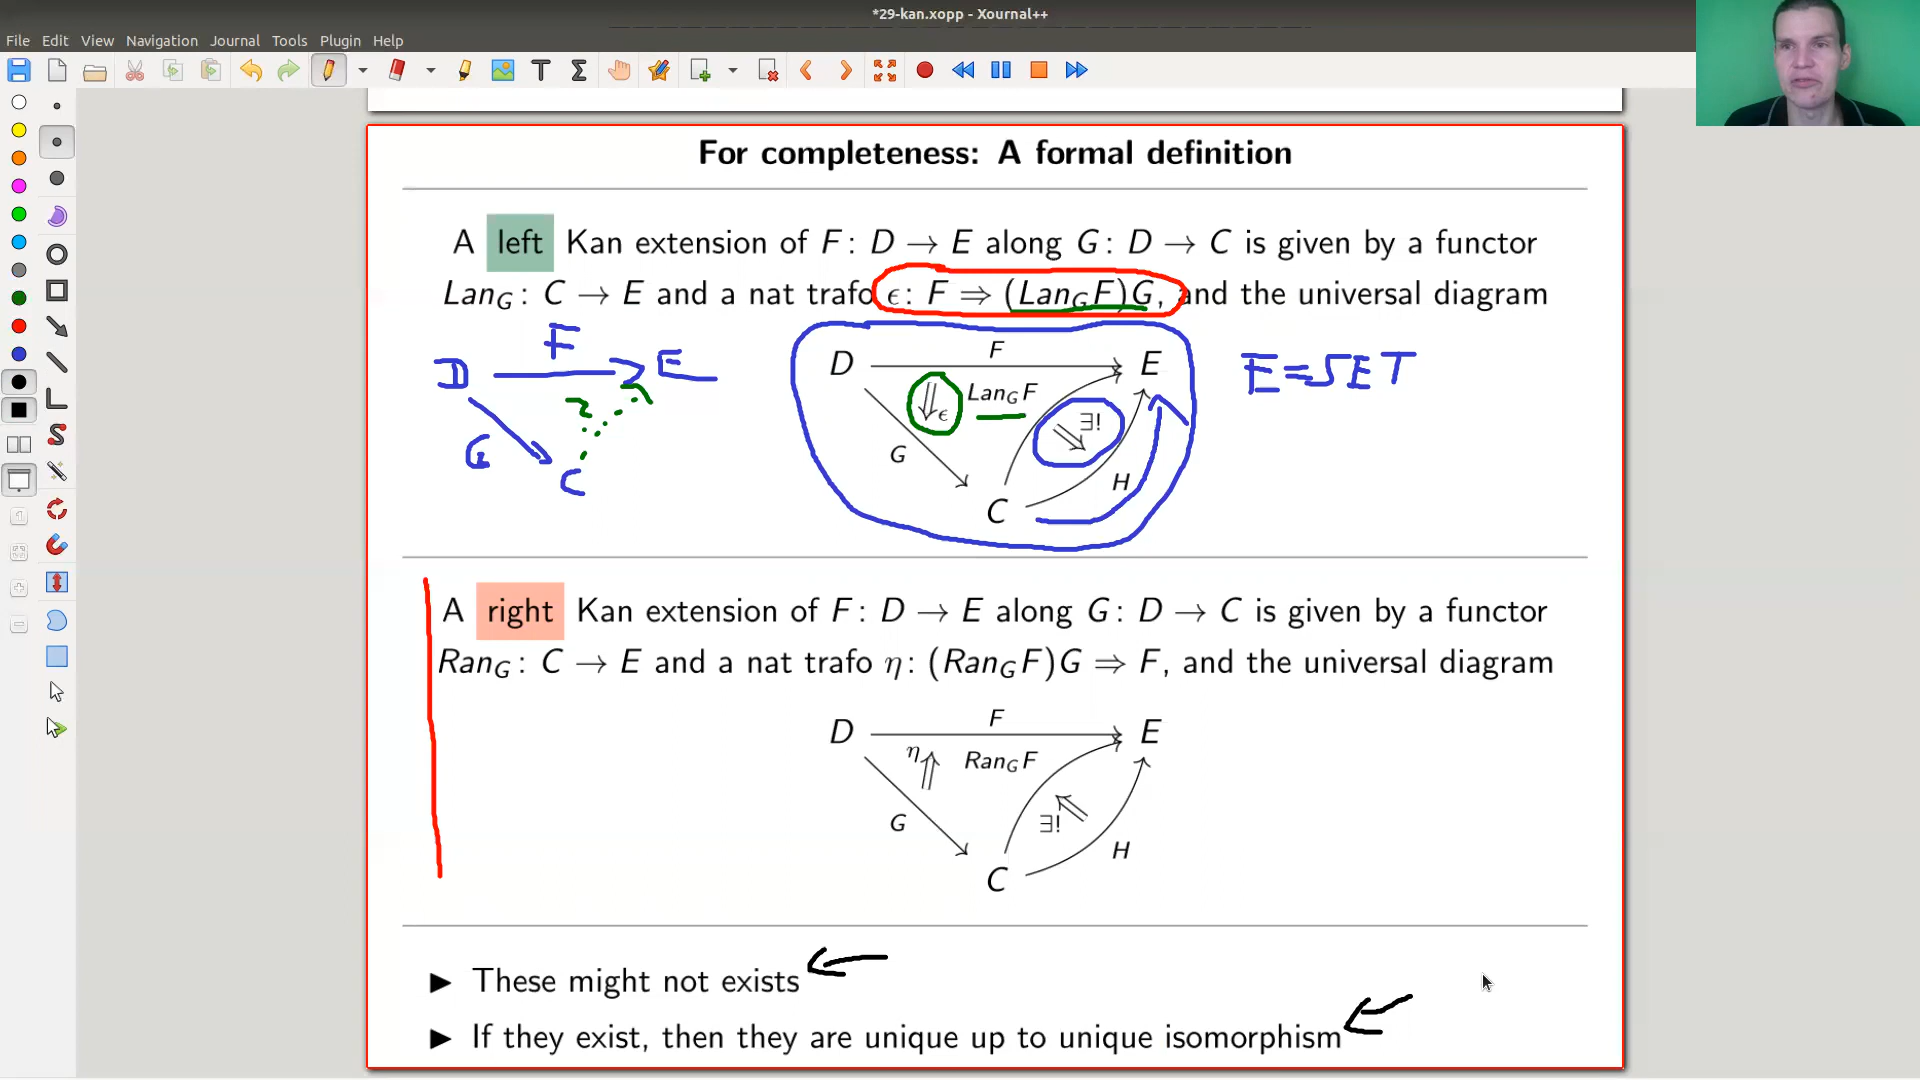 *29-kan.xopp - Xournal++
File Edit View Navigation Journal Tools Plugin Help
For completeness: A formal definition
A left Kan extension of F: D → E along G: D → C is given by a functor
Lan_G: C → E and a nat trafo ϵ: F ⇒ (Lan_G F)G, and the universal diagram
D F E
G C
?
D F E
ϵ Lan_G F
∃!
G H
C
E=SET
A right Kan extension of F: D → E along G: D → C is given by a functor
Ran_G: C → E and a nat trafo η: (Ran_G F)G ⇒ F, and the universal diagram
D F E
η Ran_G F
∃!
G H
C
► These might not exists
► If they exist, then they are unique up to unique isomorphism